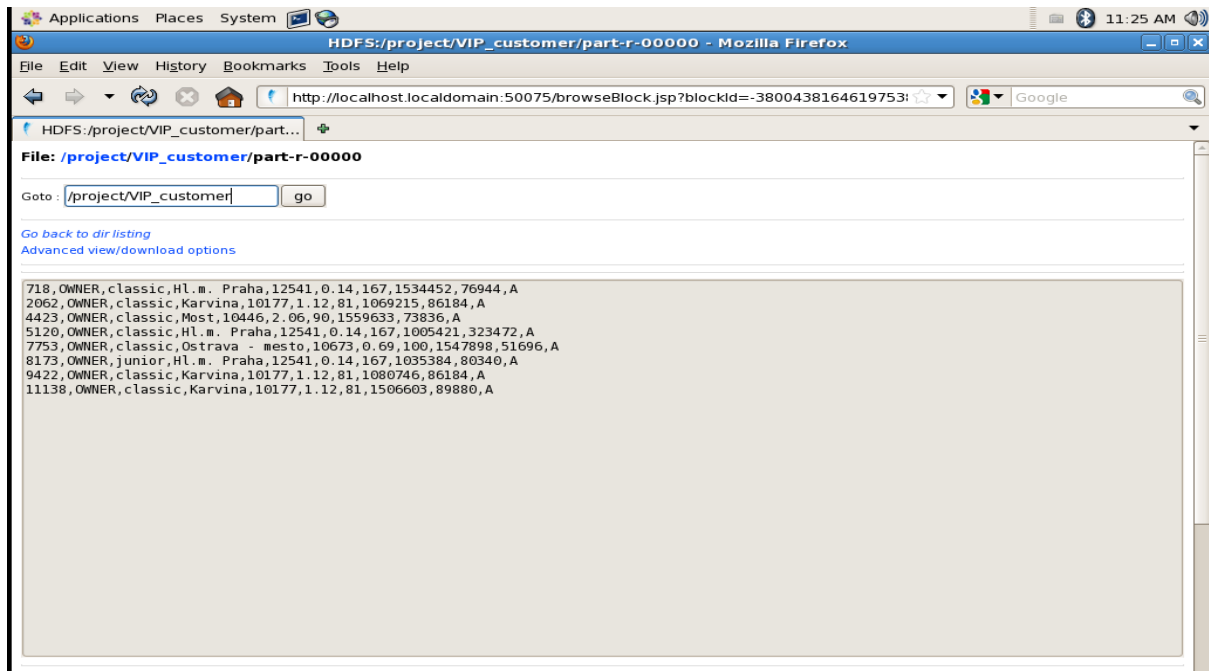 Applications Places System 11:25 AM
HDFS:/project/VIP_customer/part-r-00000 - Mozilla Firefox
File Edit View History Bookmarks Tools Help
http://localhost.localdomain:50075/browseBlock.jsp?blockId=-3800438164619753 Google
HDFS:/project/VIP_customer/part...
File: /project/VIP_customer/part-r-00000
Goto : /project/VIP_customer go
Go back to dir listing
Advanced view/download options
718,OWNER,classic,Hl.m. Praha,12541,0.14,167,1534452,76944,A
2062,OWNER,classic,Karvina,10177,1.12,81,1069215,86184,A
4423,OWNER,classic,Most,10446,2.06,90,1559633,73836,A
5120,OWNER,classic,Hl.m. Praha,12541,0.14,167,1005421,323472,A
7753,OWNER,classic,Ostrava - mesto,10673,0.69,100,1547898,51696,A
8173,OWNER,junior,Hl.m. Praha,12541,0.14,167,1035384,80340,A
9422,OWNER,classic,Karvina,10177,1.12,81,1080746,86184,A
11138,OWNER,classic,Karvina,10177,1.12,81,1506603,89880,A